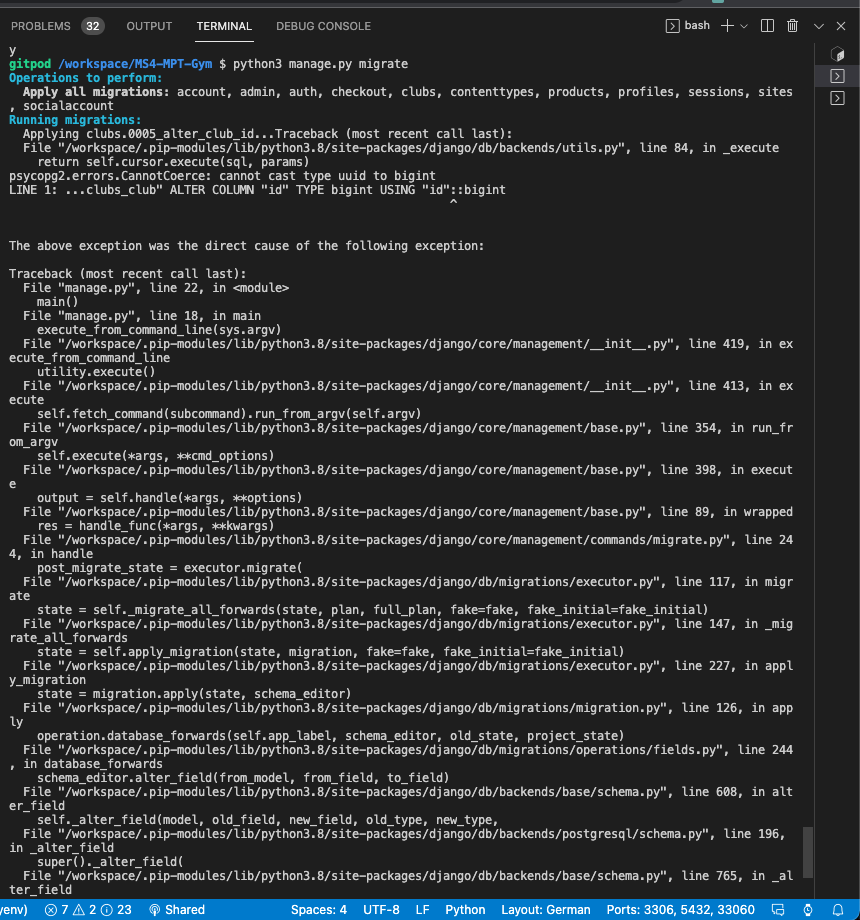 PROBLEMS 32 OUTPUT TERMINAL DEBUG CONSOLE bash
y
gitpod /workspace/MS4-MPT-Gym $ python3 manage.py migrate
Operations to perform:
  Apply all migrations: account, admin, auth, checkout, clubs, contenttypes, products, profiles, sessions, sites
, socialaccount
Running migrations:
  Applying clubs.0005_alter_club_id...Traceback (most recent call last):
  File "/workspace/.pip-modules/lib/python3.8/site-packages/django/db/backends/utils.py", line 84, in _execute
    return self.cursor.execute(sql, params)
psycopg2.errors.CannotCoerce: cannot cast type uuid to bigint
LINE 1: ...clubs_club" ALTER COLUMN "id" TYPE bigint USING "id"::bigint
                                                               ^
The above exception was the direct cause of the following exception:
Traceback (most recent call last):
  File "manage.py", line 22, in <module>
    main()
  File "manage.py", line 18, in main
    execute_from_command_line(sys.argv)
  File "/workspace/.pip-modules/lib/python3.8/site-packages/django/core/management/__init__.py", line 419, in ex
ecute_from_command_line
    utility.execute()
  File "/workspace/.pip-modules/lib/python3.8/site-packages/django/core/management/__init__.py", line 413, in ex
ecute
    self.fetch_command(subcommand).run_from_argv(self.argv)
  File "/workspace/.pip-modules/lib/python3.8/site-packages/django/core/management/base.py", line 354, in run_fr
om_argv
    self.execute(*args, **cmd_options)
  File "/workspace/.pip-modules/lib/python3.8/site-packages/django/core/management/base.py", line 398, in execut
e
    output = self.handle(*args, **options)
  File "/workspace/.pip-modules/lib/python3.8/site-packages/django/core/management/base.py", line 89, in wrapped
    res = handle_func(*args, **kwargs)
  File "/workspace/.pip-modules/lib/python3.8/site-packages/django/core/management/commands/migrate.py", line 24
4, in handle
    post_migrate_state = executor.migrate(
  File "/workspace/.pip-modules/lib/python3.8/site-packages/django/db/migrations/executor.py", line 117, in migr
ate
    state = self._migrate_all_forwards(state, plan, full_plan, fake=fake, fake_initial=fake_initial)
  File "/workspace/.pip-modules/lib/python3.8/site-packages/django/db/migrations/executor.py", line 147, in _mig
rate_all_forwards
    state = self.apply_migration(state, migration, fake=fake, fake_initial=fake_initial)
  File "/workspace/.pip-modules/lib/python3.8/site-packages/django/db/migrations/executor.py", line 227, in appl
y_migration
    state = migration.apply(state, schema_editor)
  File "/workspace/.pip-modules/lib/python3.8/site-packages/django/db/migrations/migration.py", line 126, in app
ly
    operation.database_forwards(self.app_label, schema_editor, old_state, project_state)
  File "/workspace/.pip-modules/lib/python3.8/site-packages/django/db/migrations/operations/fields.py", line 244
, in database_forwards
    schema_editor.alter_field(from_model, from_field, to_field)
  File "/workspace/.pip-modules/lib/python3.8/site-packages/django/db/backends/base/schema.py", line 608, in alt
er_field
    self._alter_field(model, old_field, new_field, old_type, new_type,
  File "/workspace/.pip-modules/lib/python3.8/site-packages/django/db/backends/postgresql/schema.py", line 196, 
in _alter_field
    super()._alter_field(
  File "/workspace/.pip-modules/lib/python3.8/site-packages/django/db/backends/base/schema.py", line 765, in _al
ter_field
venv) 7 2 23 Shared Spaces: 4 UTF-8 LF Python Layout: German Ports: 3306, 5432, 33060